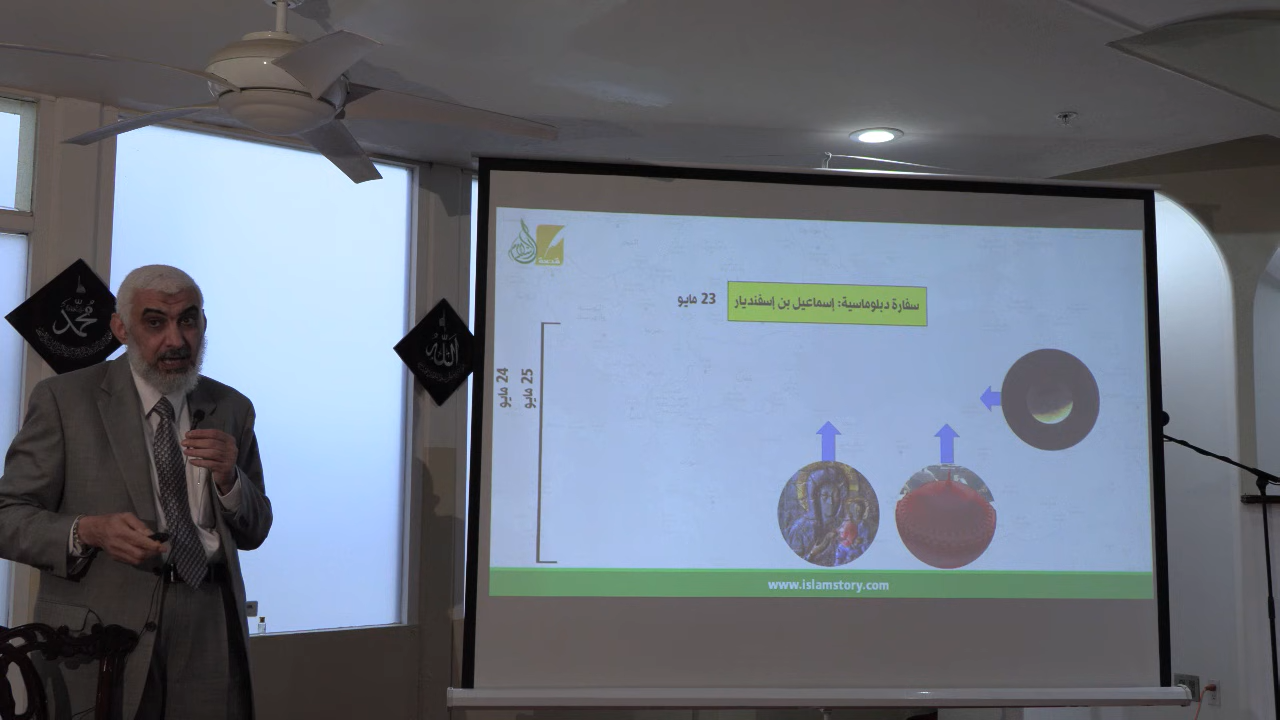 سفارة دبلوماسية: إسماعيل بن إسفنديار
23 مايو
24 مايو
25 مايو
www.islamstory.com
محمد
الله